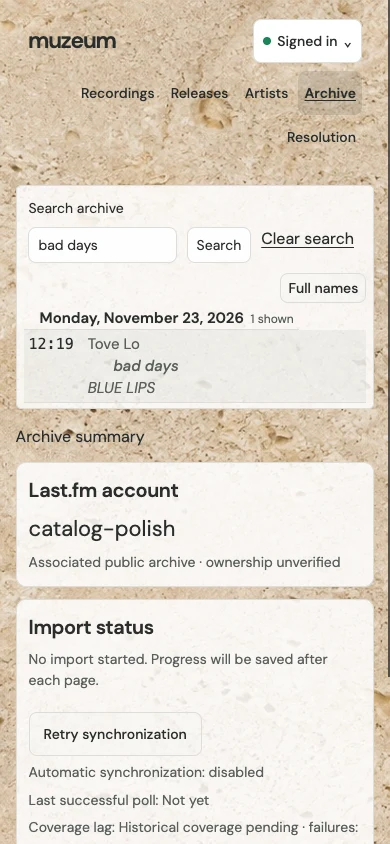 muzeum
Signed in
Recordings Releases Artists Archive
Resolution
Search archive
bad days Search Clear search
Full names
Monday, November 23, 2026 1 shown
12:19 Tove Lo
bad days
BLUE LIPS
Archive summary
Last.fm account
catalog-polish
Associated public archive · ownership unverified
Import status
No import started. Progress will be saved after
each page.
Retry synchronization
Automatic synchronization: disabled
Last successful poll: Not yet
Coverage lag: Historical coverage pending · failures: